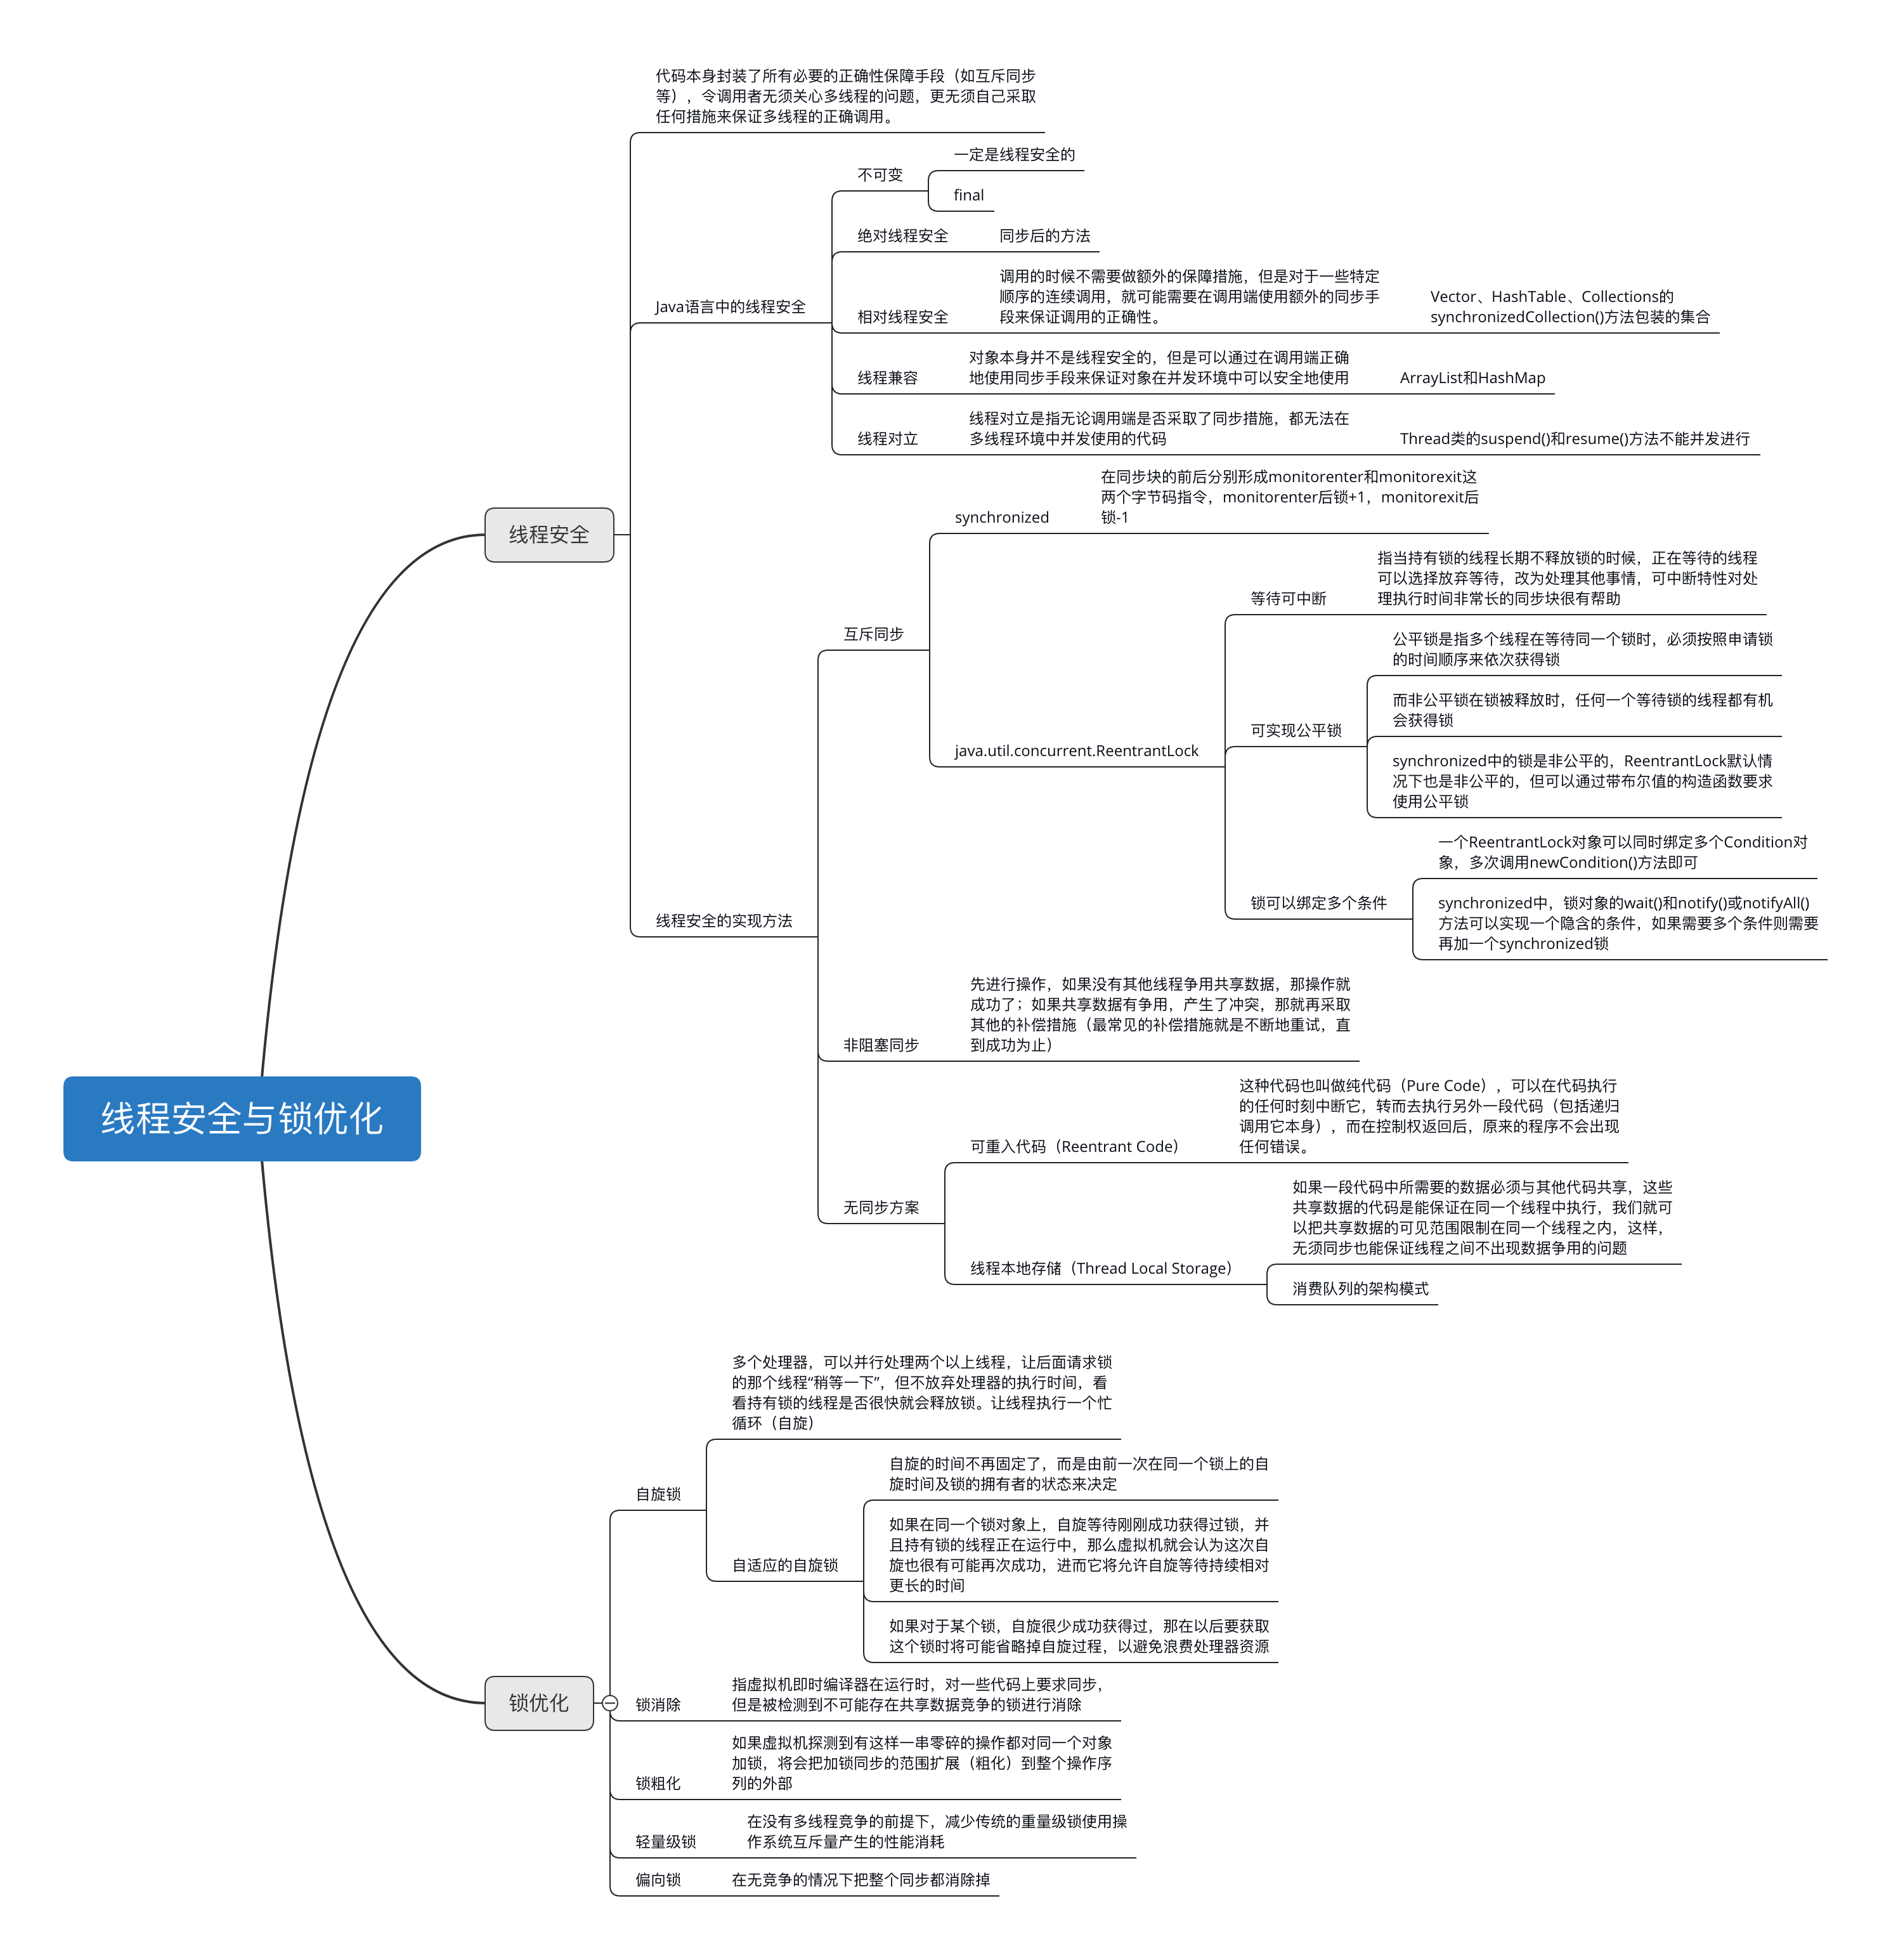 代码本身封装了所有必要的正确性保障手段（如互斥同步
等），令调用者无须关心多线程的问题，更无须自己采取
任何措施来保证多线程的正确调用。
一定是线程安全的
不可变
final
绝对线程安全
同步后的方法
Java语言中的线程安全
调用的时候不需要做额外的保障措施，但是对于一些特定
顺序的连续调用，就可能需要在调用端使用额外的同步手
段来保证调用的正确性。
相对线程安全
Vector、HashTable、Collections的
synchronizedCollection()方法包装的集合
对象本身并不是线程安全的，但是可以通过在调用端正确
地使用同步手段来保证对象在并发环境中可以安全地使用
线程兼容
ArrayList和HashMap
线程对立是指无论调用端是否采取了同步措施，都无法在
多线程环境中并发使用的代码
线程对立
Thread类的suspend()和resume()方法不能并发进行
线程安全
在同步块的前后分别形成monitorenter和monitorexit这
两个字节码指令，monitorenter后锁+1，monitorexit后
锁-1
synchronized
指当持有锁的线程长期不释放锁的时候，正在等待的线程
可以选择放弃等待，改为处理其他事情，可中断特性对处
理执行时间非常长的同步块很有帮助
等待可中断
互斥同步
公平锁是指多个线程在等待同一个锁时，必须按照申请锁
的时间顺序来依次获得锁
而非公平锁在锁被释放时，任何一个等待锁的线程都有机
会获得锁
可实现公平锁
java.util.concurrent.ReentrantLock
synchronized中的锁是非公平的，ReentrantLock默认情
况下也是非公平的，但可以通过带布尔值的构造函数要求
使用公平锁
一个ReentrantLock对象可以同时绑定多个Condition对
象，多次调用newCondition()方法即可
锁可以绑定多个条件
synchronized中，锁对象的wait()和notify()或notifyAll()
方法可以实现一个隐含的条件，如果需要多个条件则需要
再加一个synchronized锁
线程安全的实现方法
先进行操作，如果没有其他线程争用共享数据，那操作就
成功了；如果共享数据有争用，产生了冲突，那就再采取
其他的补偿措施（最常见的补偿措施就是不断地重试，直
到成功为止）
非阻塞同步
这种代码也叫做纯代码（Pure Code），可以在代码执行
的任何时刻中断它，转而去执行另外一段代码（包括递归
调用它本身），而在控制权返回后，原来的程序不会出现
任何错误。
可重入代码（Reentrant Code）
无同步方案
如果一段代码中所需要的数据必须与其他代码共享，这些
共享数据的代码是能保证在同一个线程中执行，我们就可
以把共享数据的可见范围限制在同一个线程之内，这样，
无须同步也能保证线程之间不出现数据争用的问题
线程本地存储（Thread Local Storage）
消费队列的架构模式
线程安全与锁优化
多个处理器，可以并行处理两个以上线程，让后面请求锁
的那个线程“稍等一下”，但不放弃处理器的执行时间，看
看持有锁的线程是否很快就会释放锁。让线程执行一个忙
循环（自旋）
自旋锁
自旋的时间不再固定了，而是由前一次在同一个锁上的自
旋时间及锁的拥有者的状态来决定
如果在同一个锁对象上，自旋等待刚刚成功获得过锁，并
且持有锁的线程正在运行中，那么虚拟机就会认为这次自
旋也很有可能再次成功，进而它将允许自旋等待持续相对
更长的时间
自适应的自旋锁
如果对于某个锁，自旋很少成功获得过，那在以后要获取
这个锁时将可能省略掉自旋过程，以避免浪费处理器资源
锁优化
指虚拟机即时编译器在运行时，对一些代码上要求同步，
但是被检测到不可能存在共享数据竞争的锁进行消除
锁消除
如果虚拟机探测到有这样一串零碎的操作都对同一个对象
加锁，将会把加锁同步的范围扩展（粗化）到整个操作序
列的外部
锁粗化
在没有多线程竞争的前提下，减少传统的重量级锁使用操
作系统互斥量产生的性能消耗
轻量级锁
偏向锁
在无竞争的情况下把整个同步都消除掉